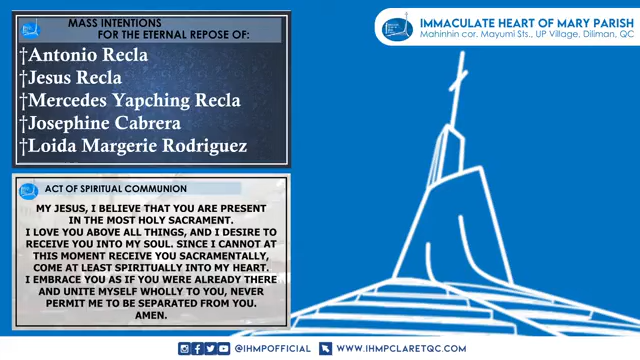 MASS INTENTIONS
FOR THE ETERNAL REPOSE OF:
†Antonio Recla
†Jesus Recla
†Mercedes Yapching Recla
†Josephine Cabrera
†Loida Margerie Rodriguez
IMMACULATE HEART OF MARY PARISH
Mahinhin cor. Mayumi Sts., UP Village, Diliman, QC
ACT OF SPIRITUAL COMMUNION
MY JESUS, I BELIEVE THAT YOU ARE PRESENT
IN THE MOST HOLY SACRAMENT.
I LOVE YOU ABOVE ALL THINGS, AND I DESIRE TO
RECEIVE YOU INTO MY SOUL. SINCE I CANNOT AT
THIS MOMENT RECEIVE YOU SACRAMENTALLY,
COME AT LEAST SPIRITUALLY INTO MY HEART.
I EMBRACE YOU AS IF YOU WERE ALREADY THERE
AND UNITE MYSELF WHOLLY TO YOU, NEVER
PERMIT ME TO BE SEPARATED FROM YOU.
AMEN.
@IHMPOFFICIAL
WWW.IHMPCLARETQC.COM